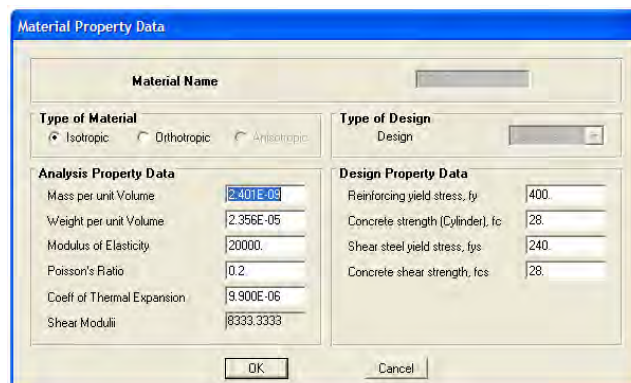 Material Property Data
Material Name
Type of Material
Isotropic Orthotropic Anisotropic
Type of Design
Design
Analysis Property Data
Mass per unit Volume 2.401E-09
Weight per unit Volume 2.356E-05
Modulus of Elasticity 20000.
Poisson's Ratio 0.2
Coeff of Thermal Expansion 9.900E-06
Shear Modulii 8333.3333
Design Property Data
Reinforcing yield stress, fy 400.
Concrete strength (Cylinder), fc 28.
Shear steel yield stress, fys 240.
Concrete shear strength, fcs 28.
OK Cancel